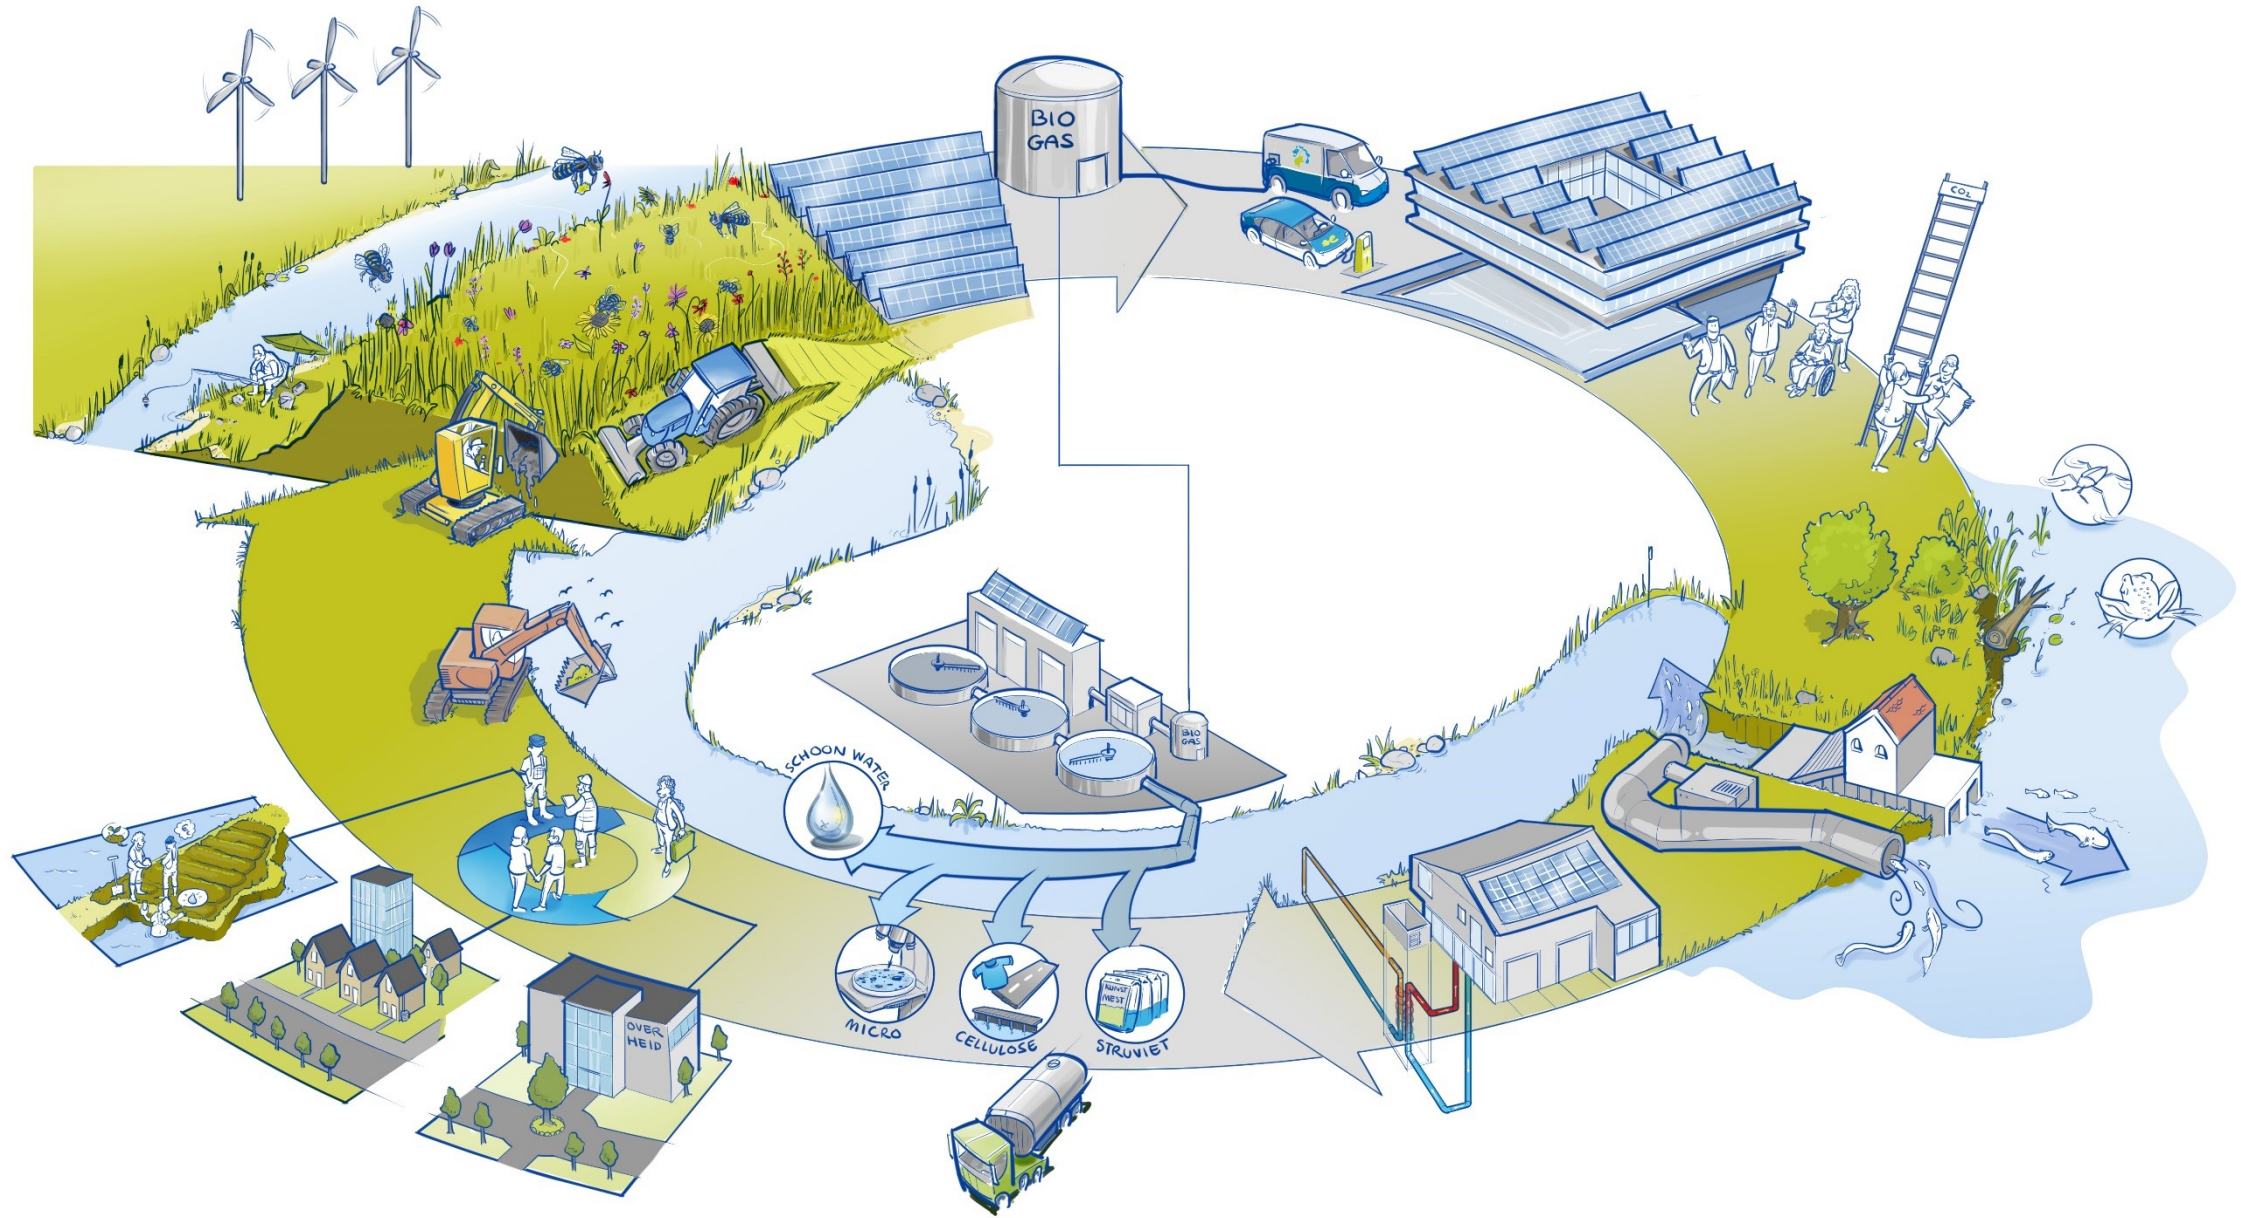 BIO
GAS
CO2
BIO
GAS
SCHOON WATER
OVER
HEID
MICRO
CELLULOSE
KUNST
MEST
STRUVIET